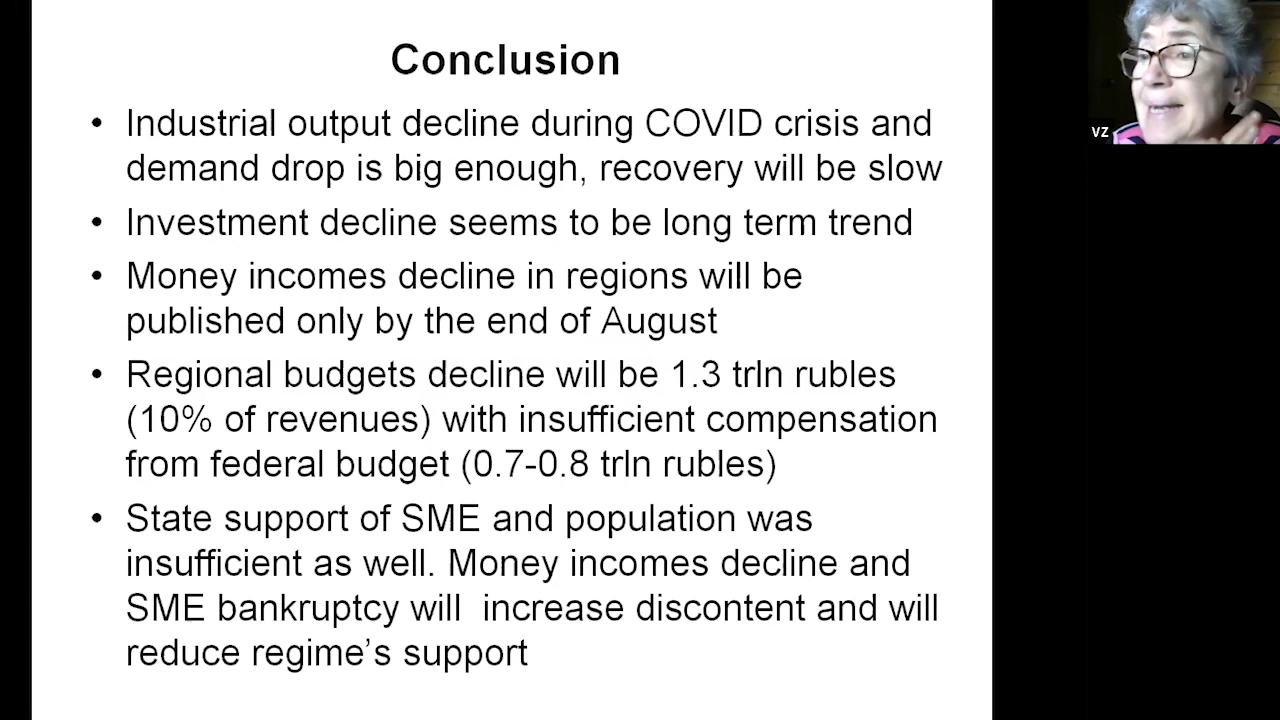 Conclusion
• Industrial output decline during COVID crisis and
demand drop is big enough, recovery will be slow
• Investment decline seems to be long term trend
• Money incomes decline in regions will be
published only by the end of August
• Regional budgets decline will be 1.3 trln rubles
(10% of revenues) with insufficient compensation
from federal budget (0.7-0.8 trln rubles)
• State support of SME and population was
insufficient as well. Money incomes decline and
SME bankruptcy will  increase discontent and will
reduce regime’s support
VZ